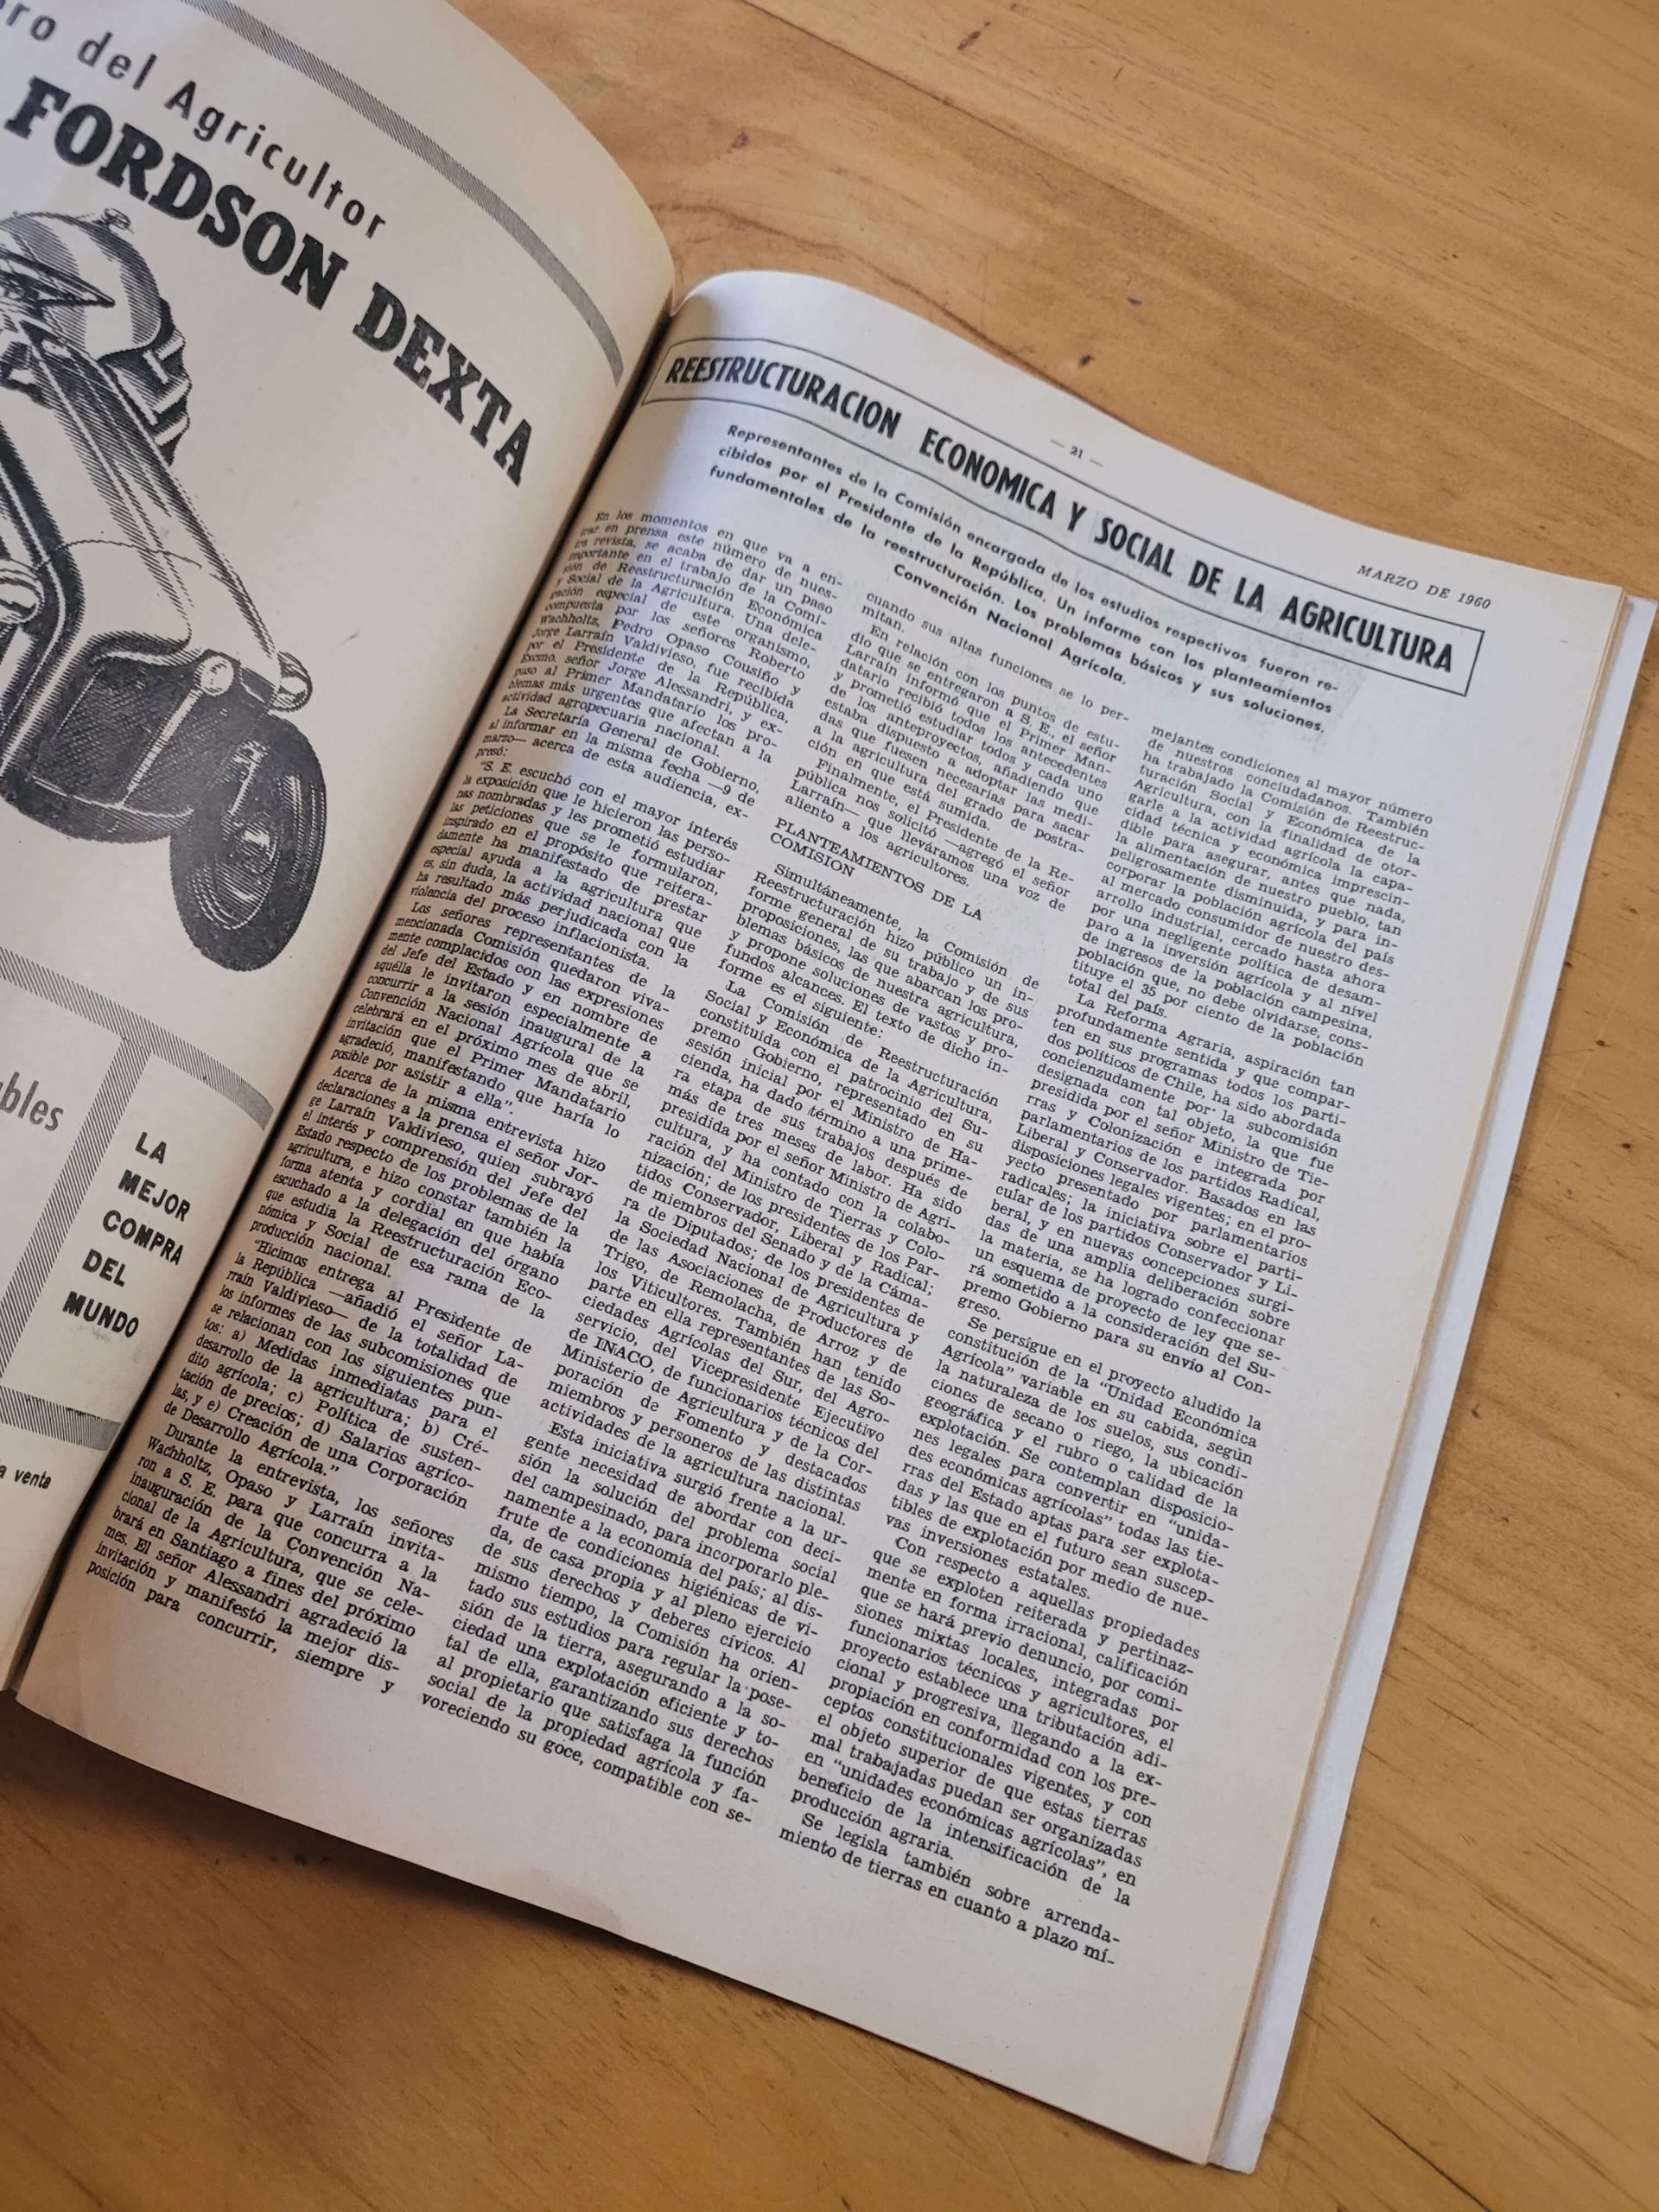 ro del Agricultor
FORDSON DEXTA
bles
LA
MEJOR
COMPRA
DEL
MUNDO
a venta
— 21 —
MARZO DE 1960
REESTRUCTURACION ECONOMICA Y SOCIAL DE LA AGRICULTURA
Representantes de la Comisión encargada de los estudios respectivos fueron re-
cibidos por el Presidente de la República. Un informe con los planteamientos
fundamentales de la reestructuración. Los problemas básicos y sus soluciones.
Convención Nacional Agrícola.
En los momentos en que va a en-
trar en prensa este número de nues-
tra revista, se acaba de dar un paso
importante en el trabajo de la Comi-
sión de Reestructuración Económica
y Social de la Agricultura. Una dele-
gación especial de este organismo,
compuesta por los señores Roberto
Wachholtz, Pedro Opaso Cousiño y
Jorge Larraín Valdivieso, fue recibida
por el Presidente de la República,
Excmo. señor Jorge Alessandri, y ex-
puso al Primer Mandatario los pro-
blemas más urgentes que afectan a la
actividad agropecuaria nacional.
La Secretaría General de Gobierno,
al informar en la misma fecha —9 de
marzo— acerca de esta audiencia, ex-
presó:
"S. E. escuchó con el mayor interés
la exposición que le hicieron las perso-
nas nombradas y les prometió estudiar
las peticiones que se le formularon,
inspirado en el propósito que reitera-
damente ha manifestado de prestar
especial ayuda a la agricultura que
es, sin duda, la actividad nacional que
ha resultado más perjudicada con la
violencia del proceso inflacionista.
Los señores representantes de la
mencionada Comisión quedaron viva-
mente complacidos con las expresiones
del Jefe del Estado y en nombre de
aquélla le invitaron especialmente a
concurrir a la sesión inaugural de la
Convención Nacional Agrícola que se
celebrará en el próximo mes de abril,
invitación que el Primer Mandatario
agradeció, manifestando que haría lo
posible por asistir a ella".
Acerca de la misma entrevista hizo
declaraciones a la prensa el señor Jor-
ge Larraín Valdivieso, quien subrayó
el interés y comprensión del Jefe del
Estado respecto de los problemas de la
agricultura, e hizo constar también la
forma atenta y cordial en que había
escuchado a la delegación del órgano
que estudia la Reestructuración Eco-
nómica y Social de esa rama de la
producción nacional.
"Hicimos entrega al Presidente de
la República —añadió el señor La-
rraín Valdivieso— de la totalidad de
los informes de las subcomisiones que
se relacionan con los siguientes pun-
tos: a) Medidas inmediatas para el
desarrollo de la agricultura; b) Cré-
dito agrícola; c) Política de susten-
tación de precios; d) Salarios agríco-
las, y e) Creación de una Corporación
de Desarrollo Agrícola."
Durante la entrevista, los señores
Wachholtz, Opaso y Larraín invita-
ron a S. E. para que concurra a la
inauguración de la Convención Na-
cional de la Agricultura, que se cele-
brará en Santiago a fines del próximo
mes. El señor Alessandri agradeció la
invitación y manifestó la mejor dis-
posición para concurrir, siempre y
cuando sus altas funciones se lo per-
mitan.
En relación con los puntos de estu-
dio que se entregaron a S. E., el señor
Larraín informó que el Primer Man-
datario recibió todos los antecedentes
y prometió estudiar todos y cada uno
de los anteproyectos, añadiendo que
estaba dispuesto a adoptar las medi-
das que fuesen necesarias para sacar
a la agricultura del grado de postra-
ción en que está sumida.
Finalmente, el Presidente de la Re-
pública nos solicitó —agregó el señor
Larraín— que lleváramos una voz de
aliento a los agricultores.
PLANTEAMIENTOS DE LA
COMISION
Simultáneamente, la Comisión de
Reestructuración hizo público un in-
forme general de su trabajo y de sus
proposiciones, las que abarcan los pro-
blemas básicos de nuestra agricultura,
y propone soluciones de vastos y pro-
fundos alcances. El texto de dicho in-
forme es el siguiente:
La Comisión de Reestructuración
Social y Económica de la Agricultura,
constituida con el patrocinio del Su-
premo Gobierno, representado en su
sesión inicial por el Ministro de Ha-
cienda, ha dado término a una prime-
ra etapa de sus trabajos después de
más de tres meses de labor. Ha sido
presidida por el señor Ministro de Agri-
cultura, y ha contado con la colabo-
ración del Ministro de Tierras y Colo-
nización; de los presidentes de los Par-
tidos Conservador, Liberal y Radical;
de miembros del Senado y de la Cáma-
ra de Diputados; de los presidentes de
la Sociedad Nacional de Agricultura y
de las Asociaciones de Productores de
Trigo, de Remolacha, de Arroz y de
los Viticultores. También han tenido
parte en ella representantes de las So-
ciedades Agrícolas del Sur, del Agro-
servicio, del Vicepresidente Ejecutivo
de INACO, de funcionarios técnicos del
Ministerio de Agricultura y de la Cor-
poración de Fomento y destacados
miembros y personeros de las distintas
actividades de la agricultura nacional.
Esta iniciativa surgió frente a la ur-
gente necesidad de abordar con deci-
sión la solución del problema social
del campesinado, para incorporarlo ple-
namente a la economía del país; al dis-
frute de condiciones higiénicas de vi-
da, de casa propia y al pleno ejercicio
de sus derechos y deberes cívicos. Al
mismo tiempo, la Comisión ha orien-
tado sus estudios para regular la pose-
sión de la tierra, asegurando a la so-
ciedad una explotación eficiente y to-
tal de ella, garantizando sus derechos
al propietario que satisfaga la función
social de la propiedad agrícola y fa-
voreciendo su goce, compatible con se-
mejantes condiciones al mayor número
de nuestros conciudadanos. También
ha trabajado la Comisión de Reestruc-
turación Social y Económica de la
Agricultura, con la finalidad de otor-
garle a la actividad agrícola la capa-
cidad técnica y económica imprescin-
dible para asegurar, antes que nada,
la alimentación de nuestro pueblo, tan
peligrosamente disminuida, y para in-
corporar la población agrícola del país
al mercado consumidor de nuestro des-
arrollo industrial, cercado hasta ahora
por una negligente política de desam-
paro a la inversión agrícola y al nivel
de ingresos de la población campesina,
población que, no debe olvidarse, cons-
tituye el 35 por ciento de la población
total del país.
La Reforma Agraria, aspiración tan
profundamente sentida y que compar-
ten en sus programas todos los parti-
dos políticos de Chile, ha sido abordada
concienzudamente por la subcomisión
designada con tal objeto, la que fue
presidida por el señor Ministro de Tie-
rras y Colonización e integrada por
parlamentarios de los partidos Radical,
Liberal y Conservador. Basados en las
disposiciones legales vigentes; en el pro-
yecto presentado por parlamentarios
radicales; la iniciativa sobre el parti-
cular de los partidos Conservador y Li-
beral, y en nuevas concepciones surgi-
das de una amplia deliberación sobre
la materia, se ha logrado confeccionar
un esquema de proyecto de ley que se-
rá sometido a la consideración del Su-
premo Gobierno para su envío al Con-
greso.
Se persigue en el proyecto aludido la
constitución de la "Unidad Económica
Agrícola" variable en su cabida, según
la naturaleza de los suelos, sus condi-
ciones de secano o riego, la ubicación
geográfica y el rubro o calidad de la
explotación. Se contemplan disposicio-
nes legales para convertir en "unida-
des económicas agrícolas" todas las tie-
rras del Estado aptas para ser explota-
das y las que en el futuro sean suscep-
tibles de explotación por medio de nue-
vas inversiones estatales.
Con respecto a aquellas propiedades
que se exploten reiterada y pertinaz-
mente en forma irracional, calificación
que se hará previo denuncio, por comi-
siones mixtas locales, integradas por
funcionarios técnicos y agricultores, el
proyecto establece una tributación adi-
cional y progresiva, llegando a la ex-
propiación en conformidad con los pre-
ceptos constitucionales vigentes, y con
el objeto superior de que estas tierras
mal trabajadas puedan ser organizadas
en "unidades económicas agrícolas", en
beneficio de la intensificación de la
producción agraria.
Se legisla también sobre arrenda-
miento de tierras en cuanto a plazo mí-